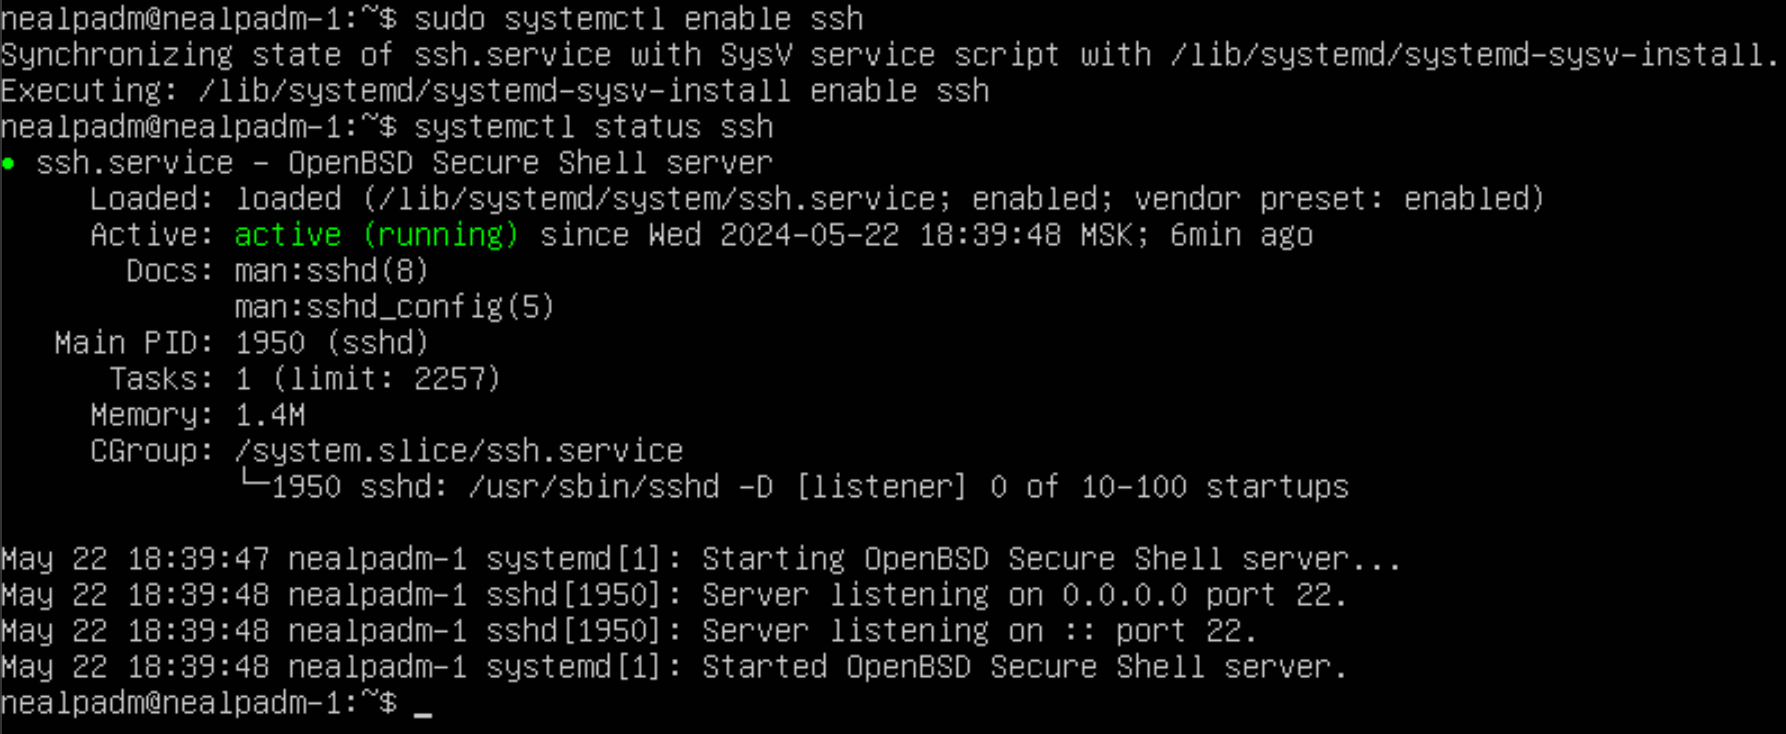 nealpadm@nealpadm-1:~$ sudo systemctl enable ssh
Synchronizing state of ssh.service with SysV service script with /lib/systemd/systemd-sysv-install.
Executing: /lib/systemd/systemd-sysv-install enable ssh
nealpadm@nealpadm-1:~$ systemctl status ssh
● ssh.service - OpenBSD Secure Shell server
     Loaded: loaded (/lib/systemd/system/ssh.service; enabled; vendor preset: enabled)
     Active: active (running) since Wed 2024-05-22 18:39:48 MSK; 6min ago
       Docs: man:sshd(8)
             man:sshd_config(5)
   Main PID: 1950 (sshd)
      Tasks: 1 (limit: 2257)
     Memory: 1.4M
     CGroup: /system.slice/ssh.service
             └─1950 sshd: /usr/sbin/sshd -D [listener] 0 of 10-100 startups

May 22 18:39:47 nealpadm-1 systemd[1]: Starting OpenBSD Secure Shell server...
May 22 18:39:48 nealpadm-1 sshd[1950]: Server listening on 0.0.0.0 port 22.
May 22 18:39:48 nealpadm-1 sshd[1950]: Server listening on :: port 22.
May 22 18:39:48 nealpadm-1 systemd[1]: Started OpenBSD Secure Shell server.
nealpadm@nealpadm-1:~$ _